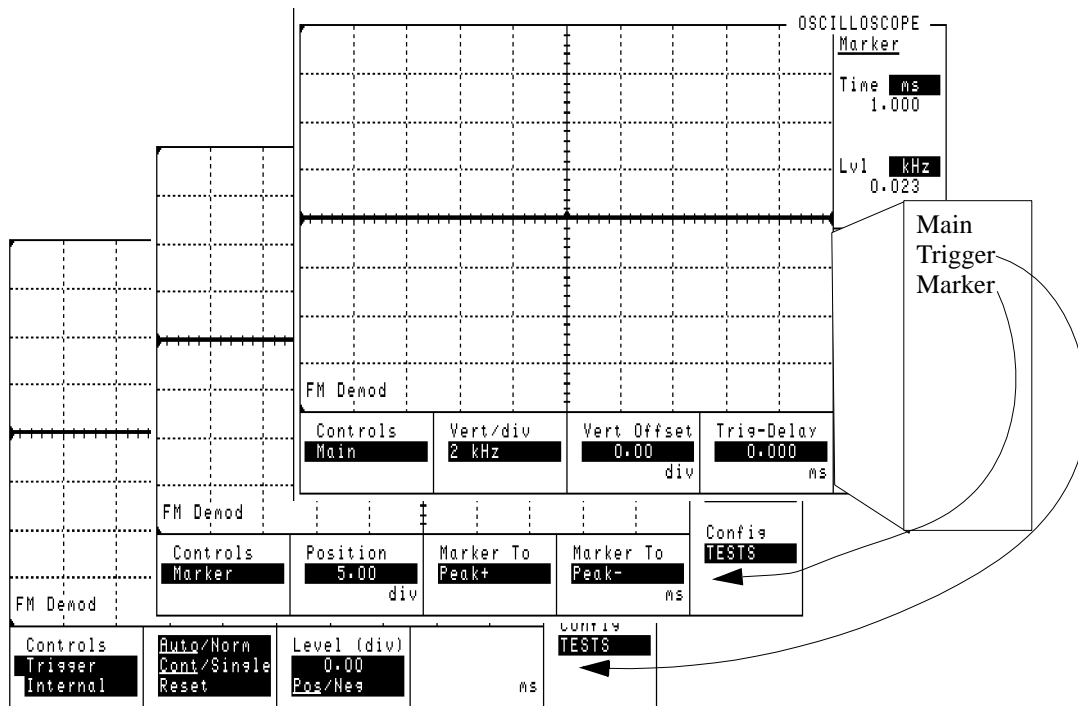 OSCILLOSCOPE
Marker
Time ms
1.000
Lvl kHz
0.023
Main
Trigger
Marker
FM Demod
Controls
Main
Vert/div
2 kHz
Vert Offset
0.00
div
Trig-Delay
0.000
ms
FM Demod
Controls
Marker
Position
5.00
div
Marker To
Peak+
Marker To
Peak-
ms
Config
TESTS
FM Demod
Controls
Trigger
Internal
Auto/Norm
Cont/Single
Reset
Level (div)
0.00
Pos/Neg
ms
Config
TESTS